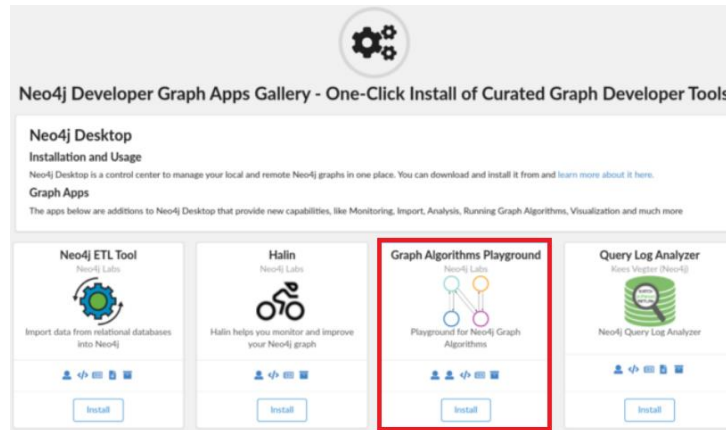 Neo4j Developer Graph Apps Gallery - One-Click Install of Curated Graph Developer Tools
Neo4j Desktop
Installation and Usage
Neo4j Desktop is a control center to manage your local and remote Neo4j graphs in one place. You can download and install it from and learn more about it here.
Graph Apps
The apps below are additions to Neo4j Desktop that provide new capabilities, like Monitoring, Import, Analysis, Running Graph Algorithms, Visualization and much more
Neo4j ETL Tool
Neo4j Labs
Import data from relational databases
into Neo4j
Install
Halin
Neo4j Labs
Halin helps you monitor and improve
your Neo4j graph
Install
Graph Algorithms Playground
Neo4j Labs
Playground for Neo4j Graph
Algorithms
Install
Query Log Analyzer
Kees Vegter (Neo4j)
Neo4j Query Log Analyzer
Install